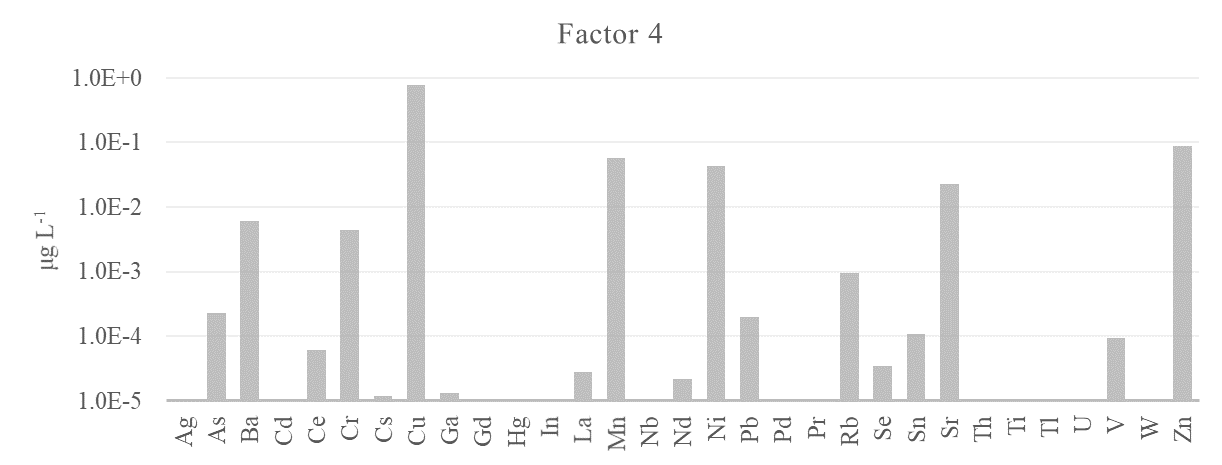 Factor 4
1.0E+0
1.0E-1
1.0E-2
1.0E-3
1.0E-4
1.0E-5
µg L⁻¹
Ag As Ba Cd Ce Cr Cs Cu Ga Gd Hg In La Mn Nb Nd Ni Pb Pd Pr Rb Se Sn Sr Th Ti Tl U V W Zn